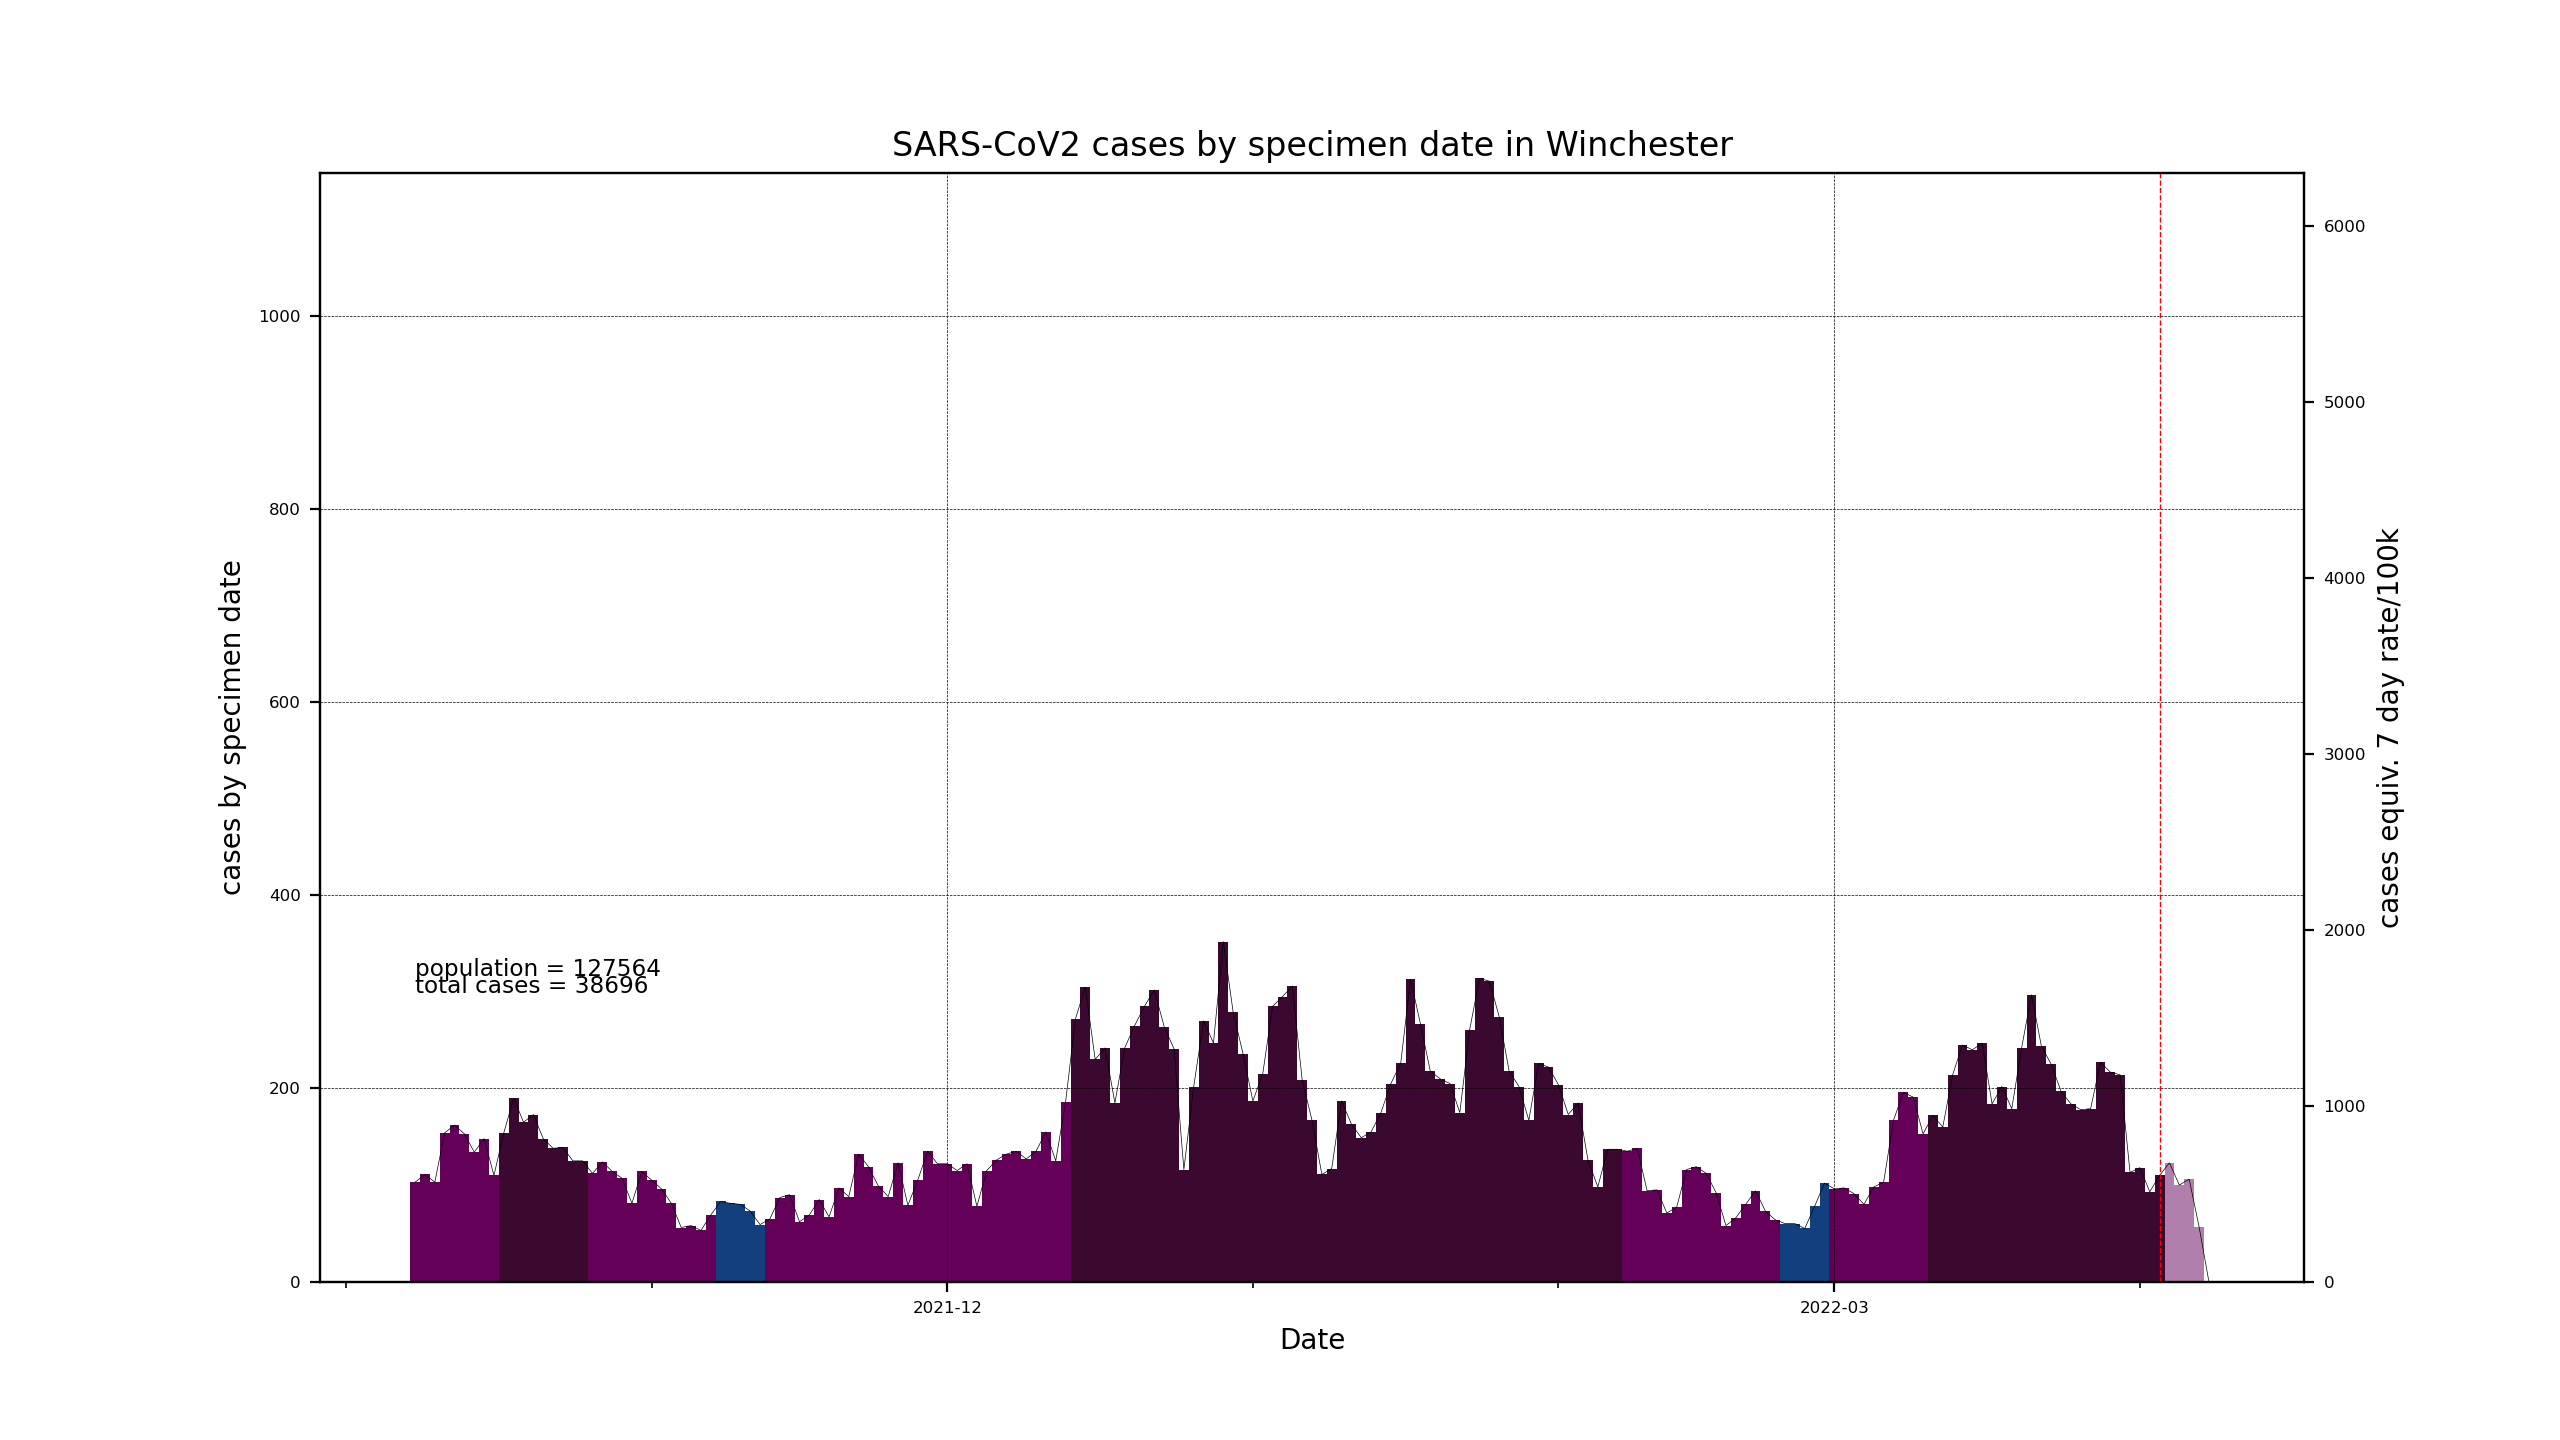 SARS-CoV2 cases by specimen date in Winchester
cases by specimen date
1000
800
600
400
200
0
population = 127564
total cases = 38696
6000
5000
4000
3000
2000
1000
0
cases equiv. 7 day rate/100k
2021-12
2022-03
Date